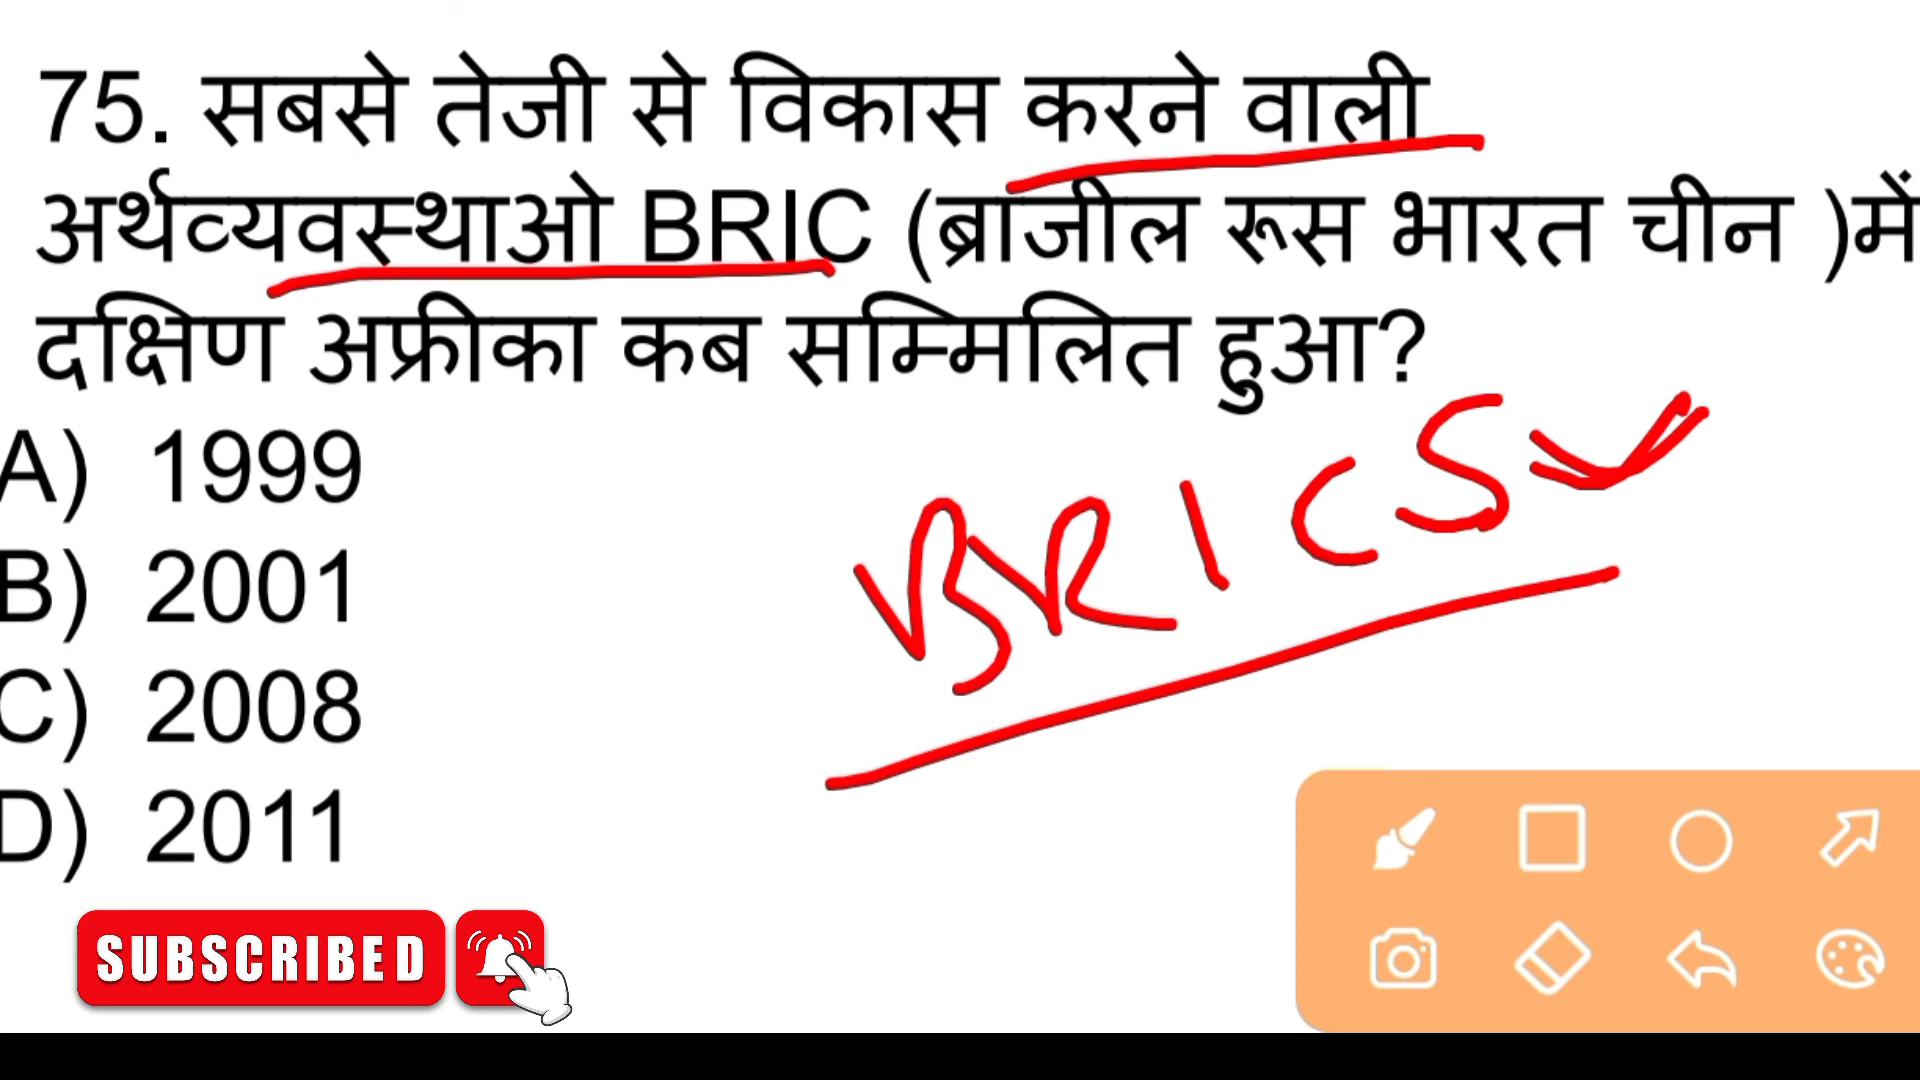 75. सबसे तेजी से विकास करने वाली
अर्थव्यवस्थाओ BRIC (ब्राजील रूस भारत चीन )में
दक्षिण अफ्रीका कब सम्मिलित हुआ?
A) 1999
B) 2001
C) 2008
D) 2011
BRICS
SUBSCRIBED